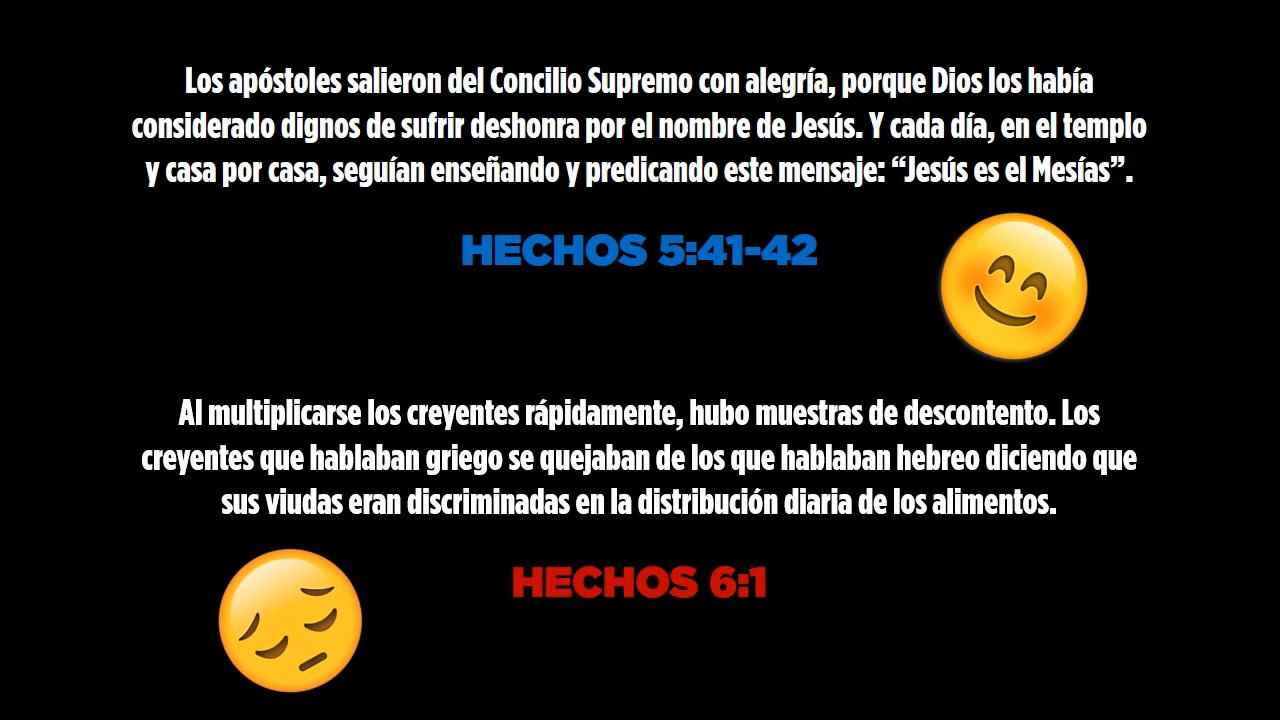 Los apóstoles salieron del Concilio Supremo con alegría, porque Dios los había
considerado dignos de sufrir deshonra por el nombre de Jesús. Y cada día, en el templo
y casa por casa, seguían enseñando y predicando este mensaje: “Jesús es el Mesías”.
HECHOS 5:41-42
Al multiplicarse los creyentes rápidamente, hubo muestras de descontento. Los
creyentes que hablaban griego se quejaban de los que hablaban hebreo diciendo que
sus viudas eran discriminadas en la distribución diaria de los alimentos.
HECHOS 6:1